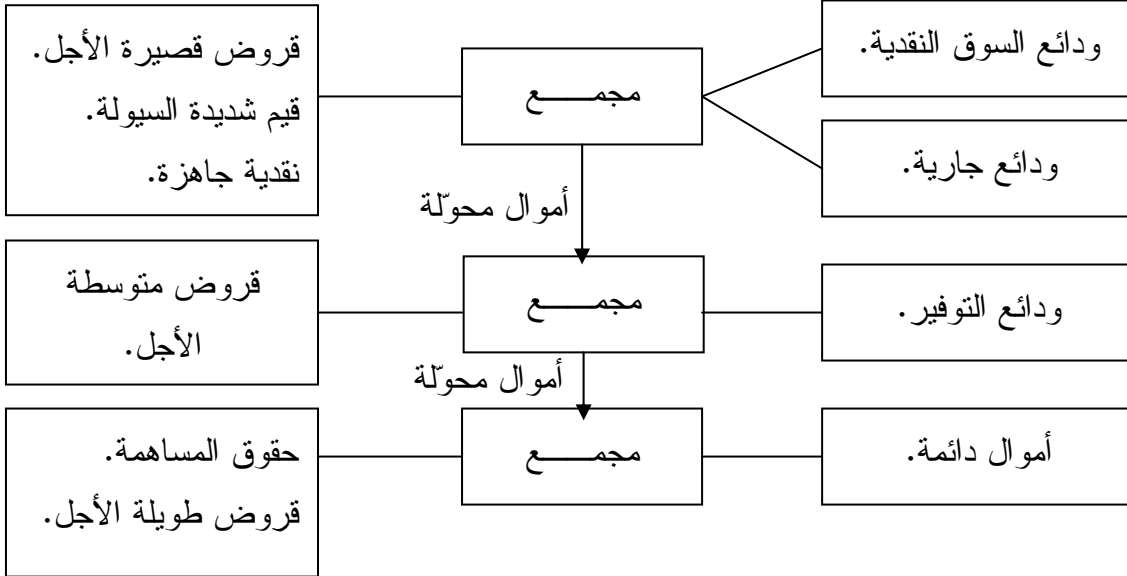 ودائع السوق النقدية.
ودائع جارية.
مجمـــــع
قروض قصيرة الأجل.
قيم شديدة السيولة.
نقدية جاهزة.
أموال محوّلة
ودائع التوفير.
مجمـــــع
قروض متوسطة
الأجل.
أموال محوّلة
أموال دائمة.
مجمـــــع
حقوق المساهمة.
قروض طويلة الأجل.